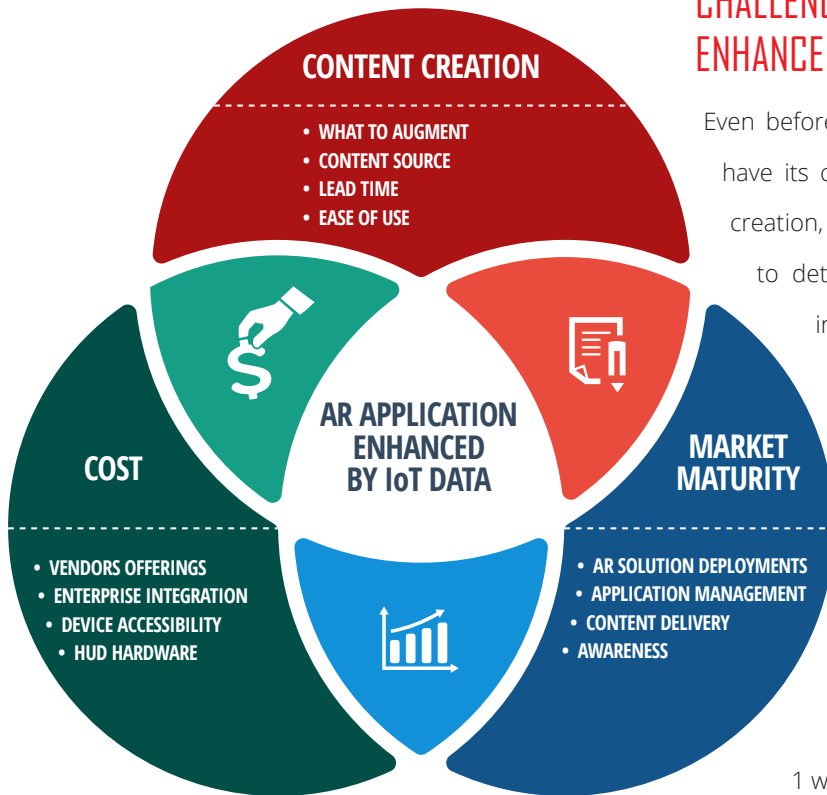 CONTENT CREATION
• WHAT TO AUGMENT
• CONTENT SOURCE
• LEAD TIME
• EASE OF USE
AR APPLICATION
ENHANCED
BY IoT DATA
COST
• VENDORS OFFERINGS
• ENTERPRISE INTEGRATION
• DEVICE ACCESSIBILITY
• HUD HARDWARE
MARKET
MATURITY
• AR SOLUTION DEPLOYMENTS
• APPLICATION MANAGEMENT
• CONTENT DELIVERY
• AWARENESS
ENHANCE
Even before
have its
creation,
to
1